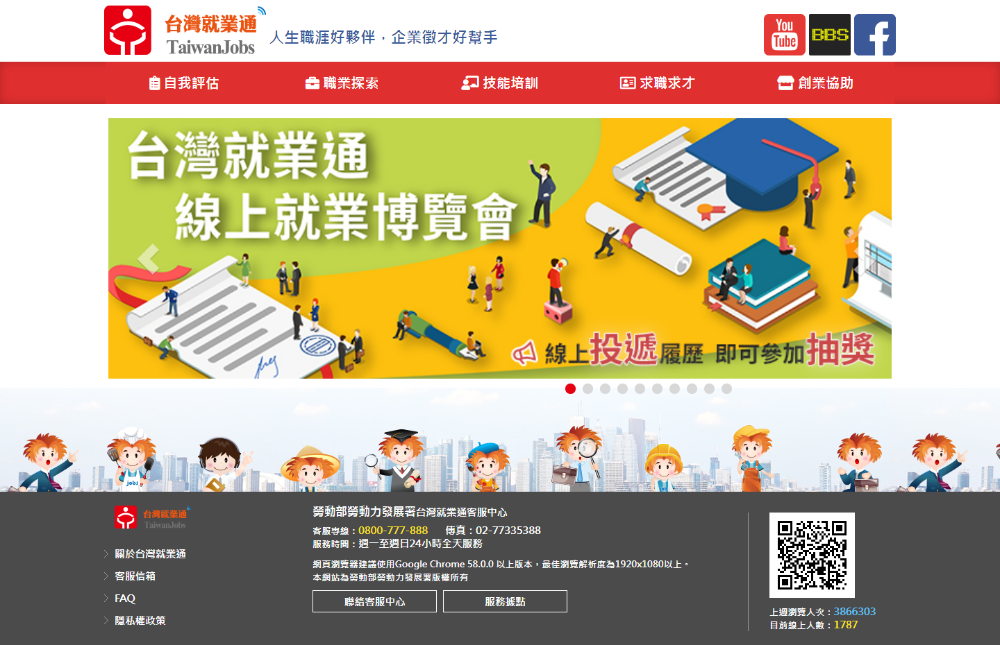 台灣就業通
TaiwanJobs
人生職涯好夥伴，企業徵才好幫手
You
Tube
BBS
f
自我評估
職業探索
技能培訓
求職求才
創業協助
台灣就業通
線上就業博覽會
線上投遞履歷 即可參加抽獎
jobs
台灣就業通
TaiwanJobs
關於台灣就業通
客服信箱
FAQ
隱私權政策
勞動部勞動力發展署台灣就業通客服中心
客服專線：0800-777-888 傳真：02-77335388
服務時間：週一至週日24小時全天服務
網頁瀏覽器建議使用Google Chrome 58.0.0 以上版本，最佳瀏覽解析度為1920x1080以上。
本網站為勞動部勞動力發展署版權所有
聯絡客服中心
服務據點
上週瀏覽人次：3866303
目前線上人數：1787